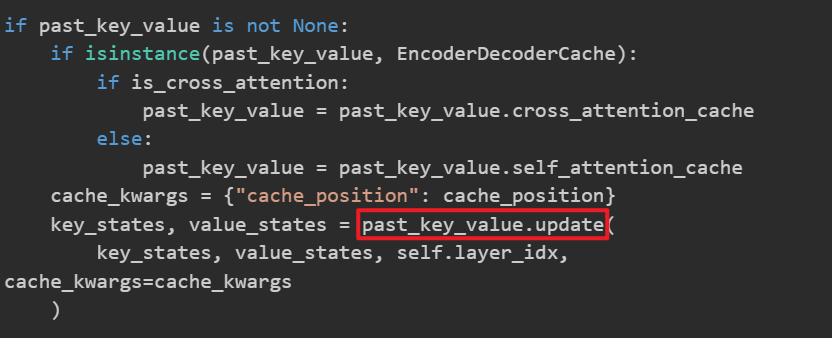 if past_key_value is not None:
    if isinstance(past_key_value, EncoderDecoderCache):
        if is_cross_attention:
            past_key_value = past_key_value.cross_attention_cache
        else:
            past_key_value = past_key_value.self_attention_cache
    cache_kwargs = {"cache_position": cache_position}
    key_states, value_states = past_key_value.update(
        key_states, value_states, self.layer_idx,
cache_kwargs=cache_kwargs
    )